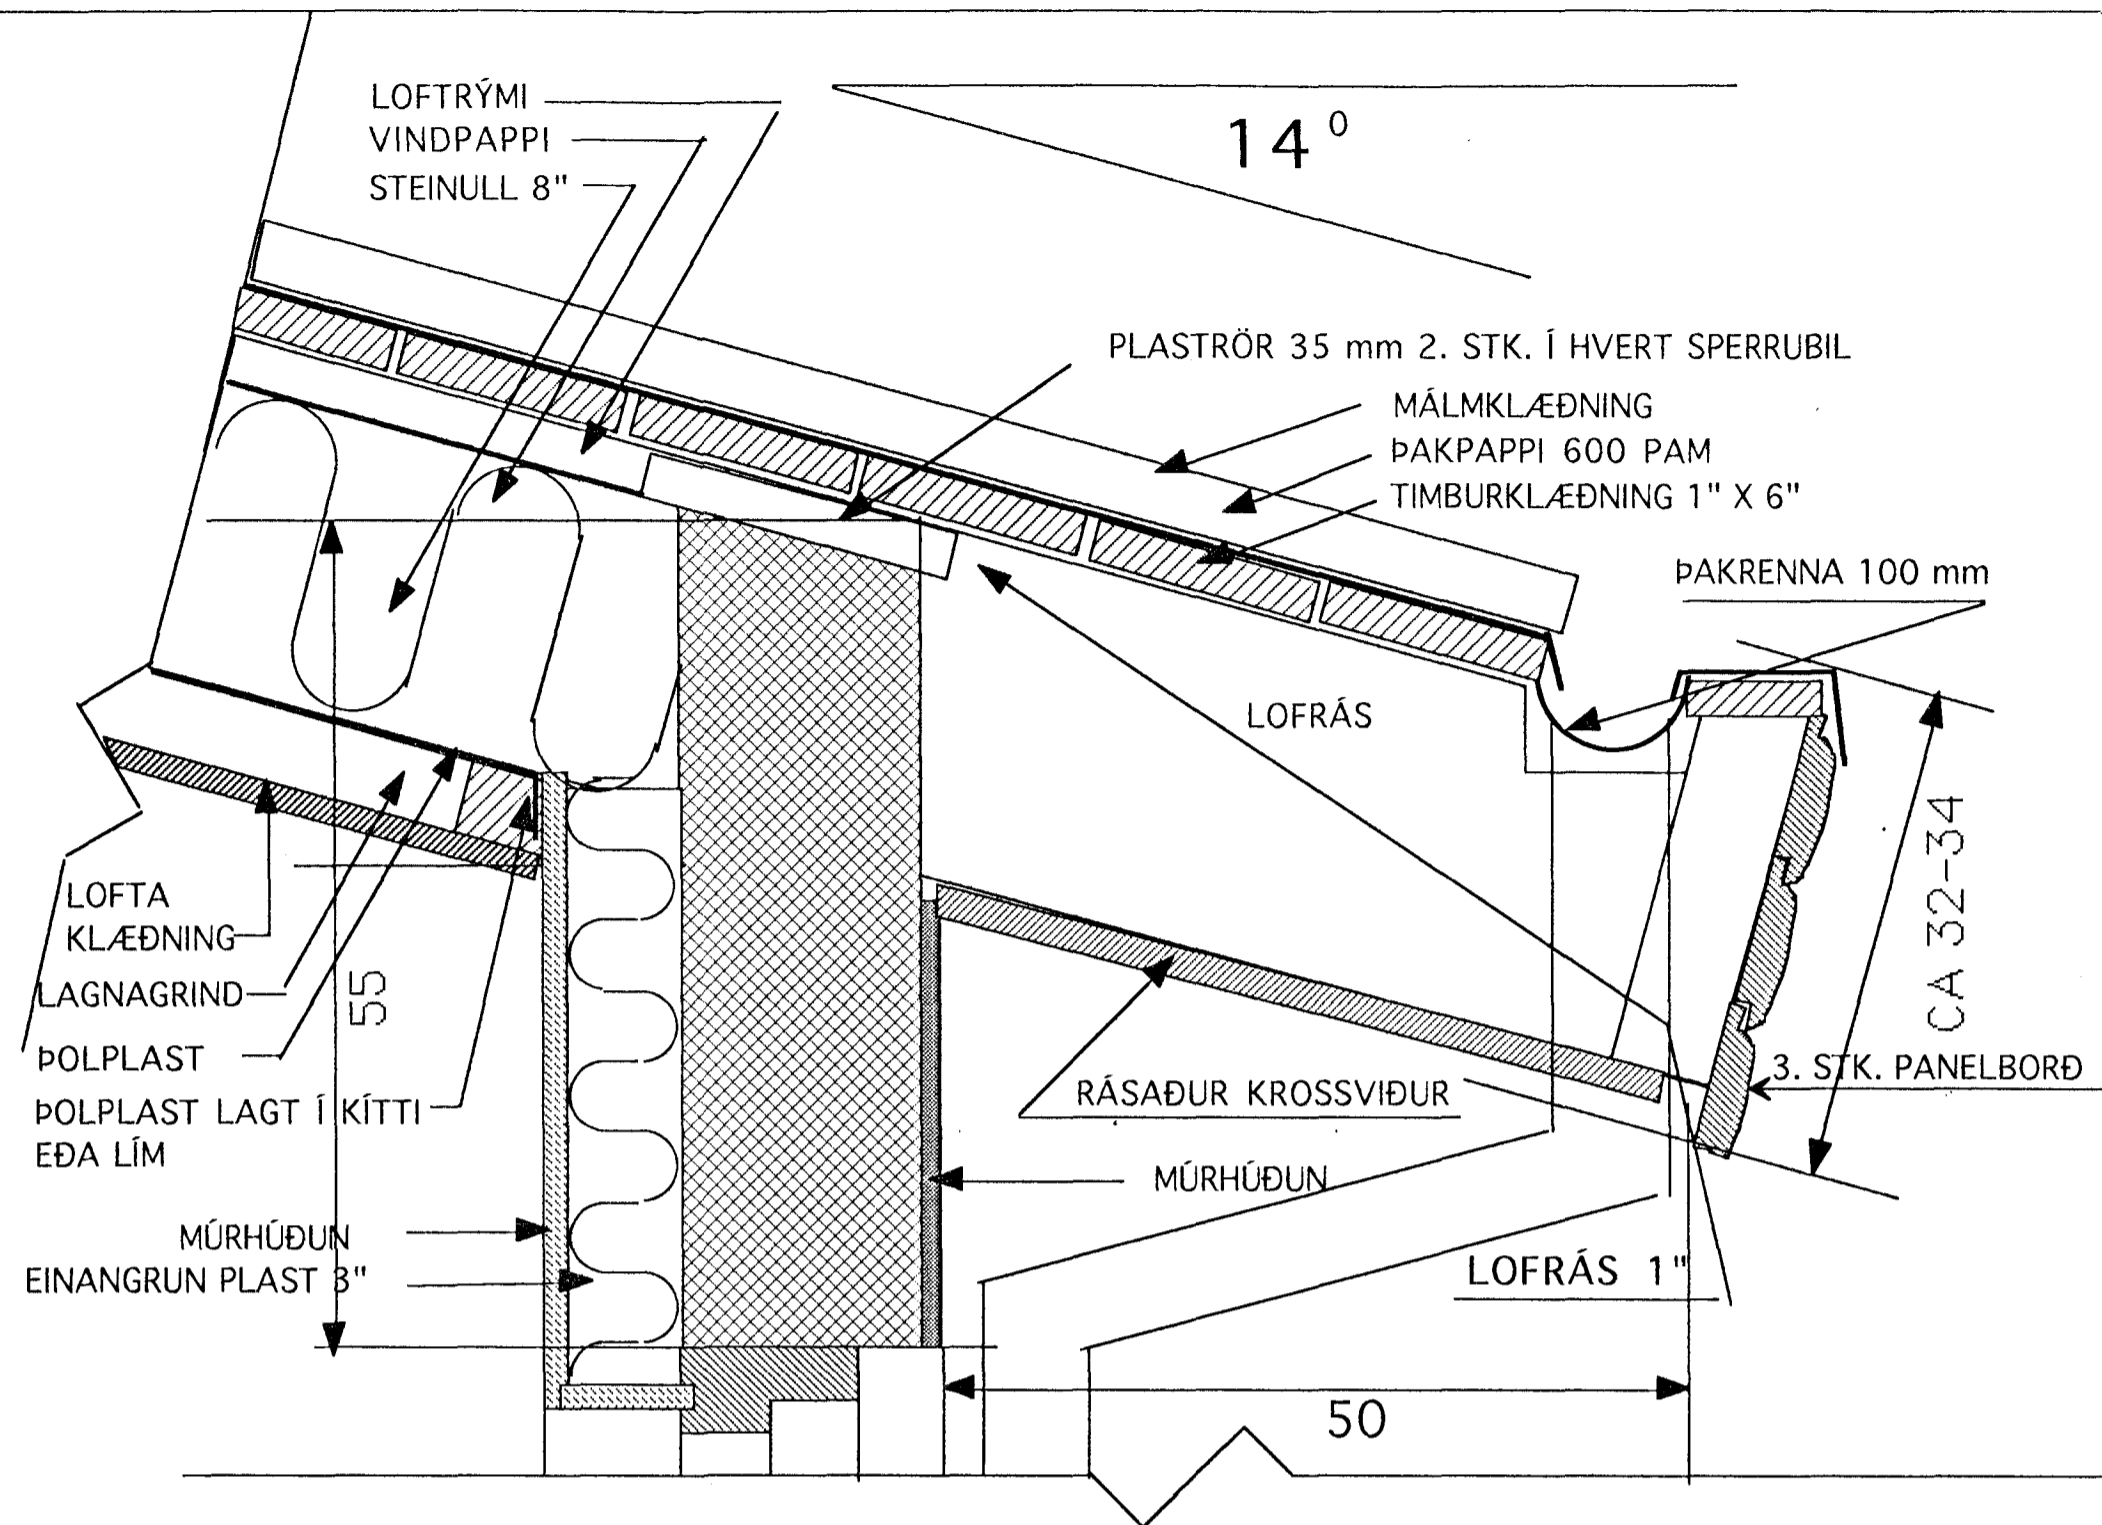 LOFTRÝMI
VINDPAPPI
STEINULL 8"
14°
PLASTRÖR 35 mm 2. STK. Í HVERT SPERRUBIL
MÁLMKLÆÐNING
ÞAKPAPPI 600 PAM
TIMBURKLÆÐNING 1" X 6"
ÞAKRENNA 100 mm
LOFRÁS
CA 32-34
LOFTA
KLÆÐNING
LAGNAGRIND
55
ÞOLPLAST
ÞOLPLAST LAGT Í KÍTTI
EÐA LÍM
RÁSAÐUR KROSSVIÐUR
3. STK. PANELBORÐ
MÚRHÚÐUN
MÚRHÚÐUN
EINANGRUN PLAST 3"
LOFRÁS 1"
50